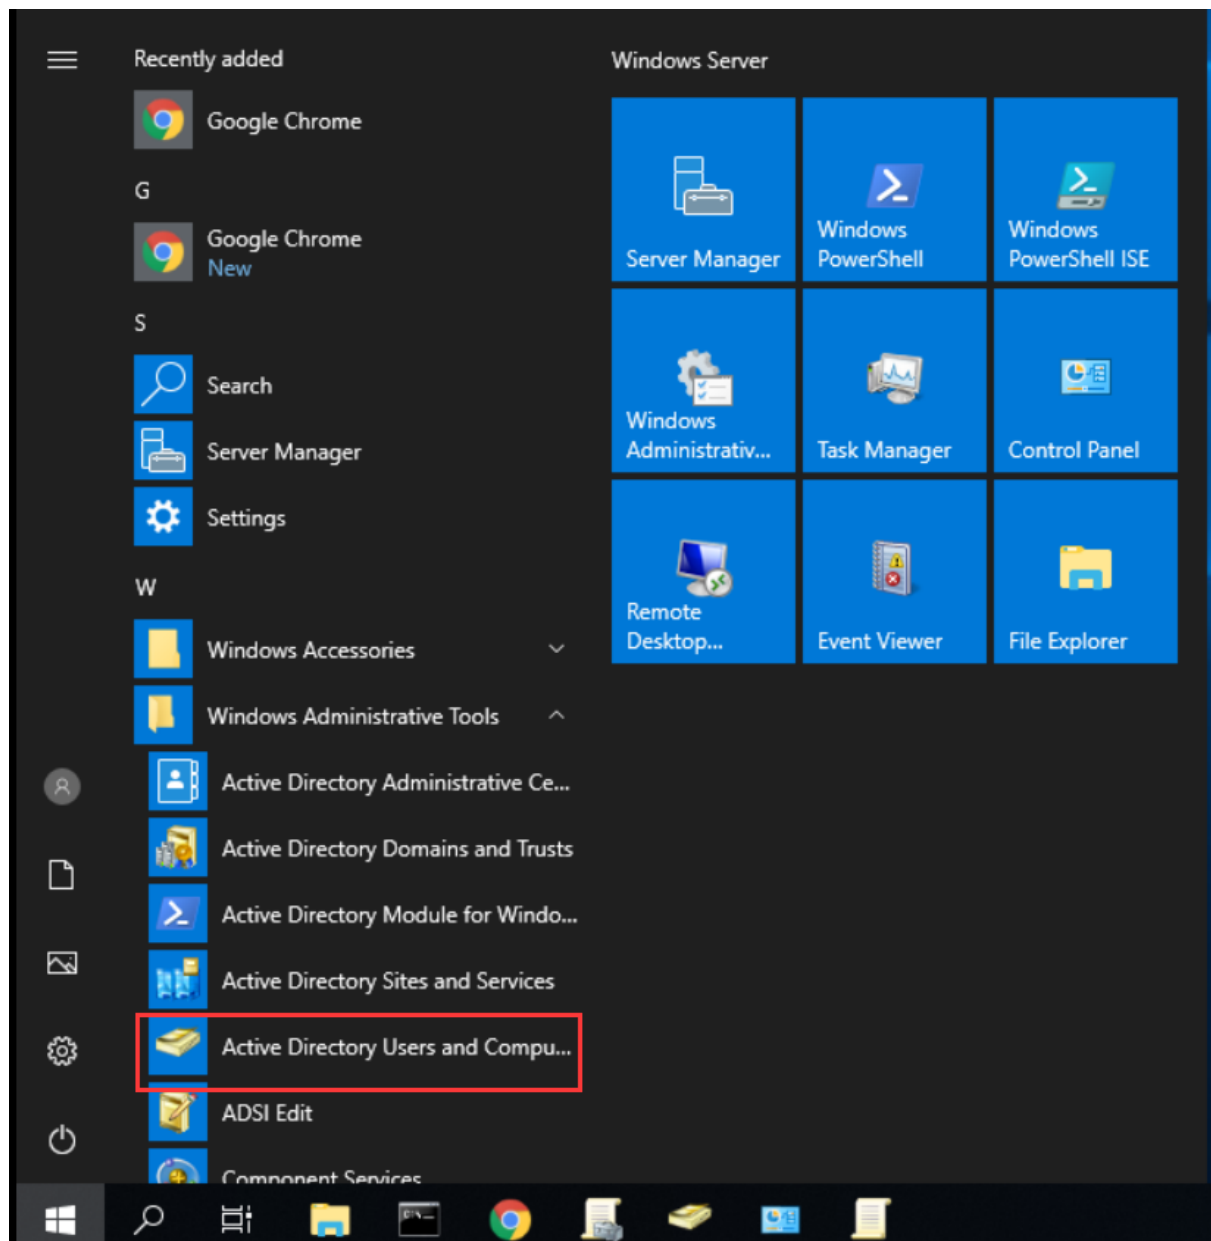 Recently added
Google Chrome
G
Google Chrome
New
S
Search
Server Manager
Settings
W
Windows Accessories
Windows Administrative Tools
Active Directory Administrative Ce...
Active Directory Domains and Trusts
Active Directory Module for Windo...
Active Directory Sites and Services
Active Directory Users and Compu...
ADSI Edit
Component Services
Windows Server
Server Manager
Windows
PowerShell
Windows
PowerShell ISE
Windows
Administrativ...
Task Manager
Control Panel
Remote
Desktop...
Event Viewer
File Explorer